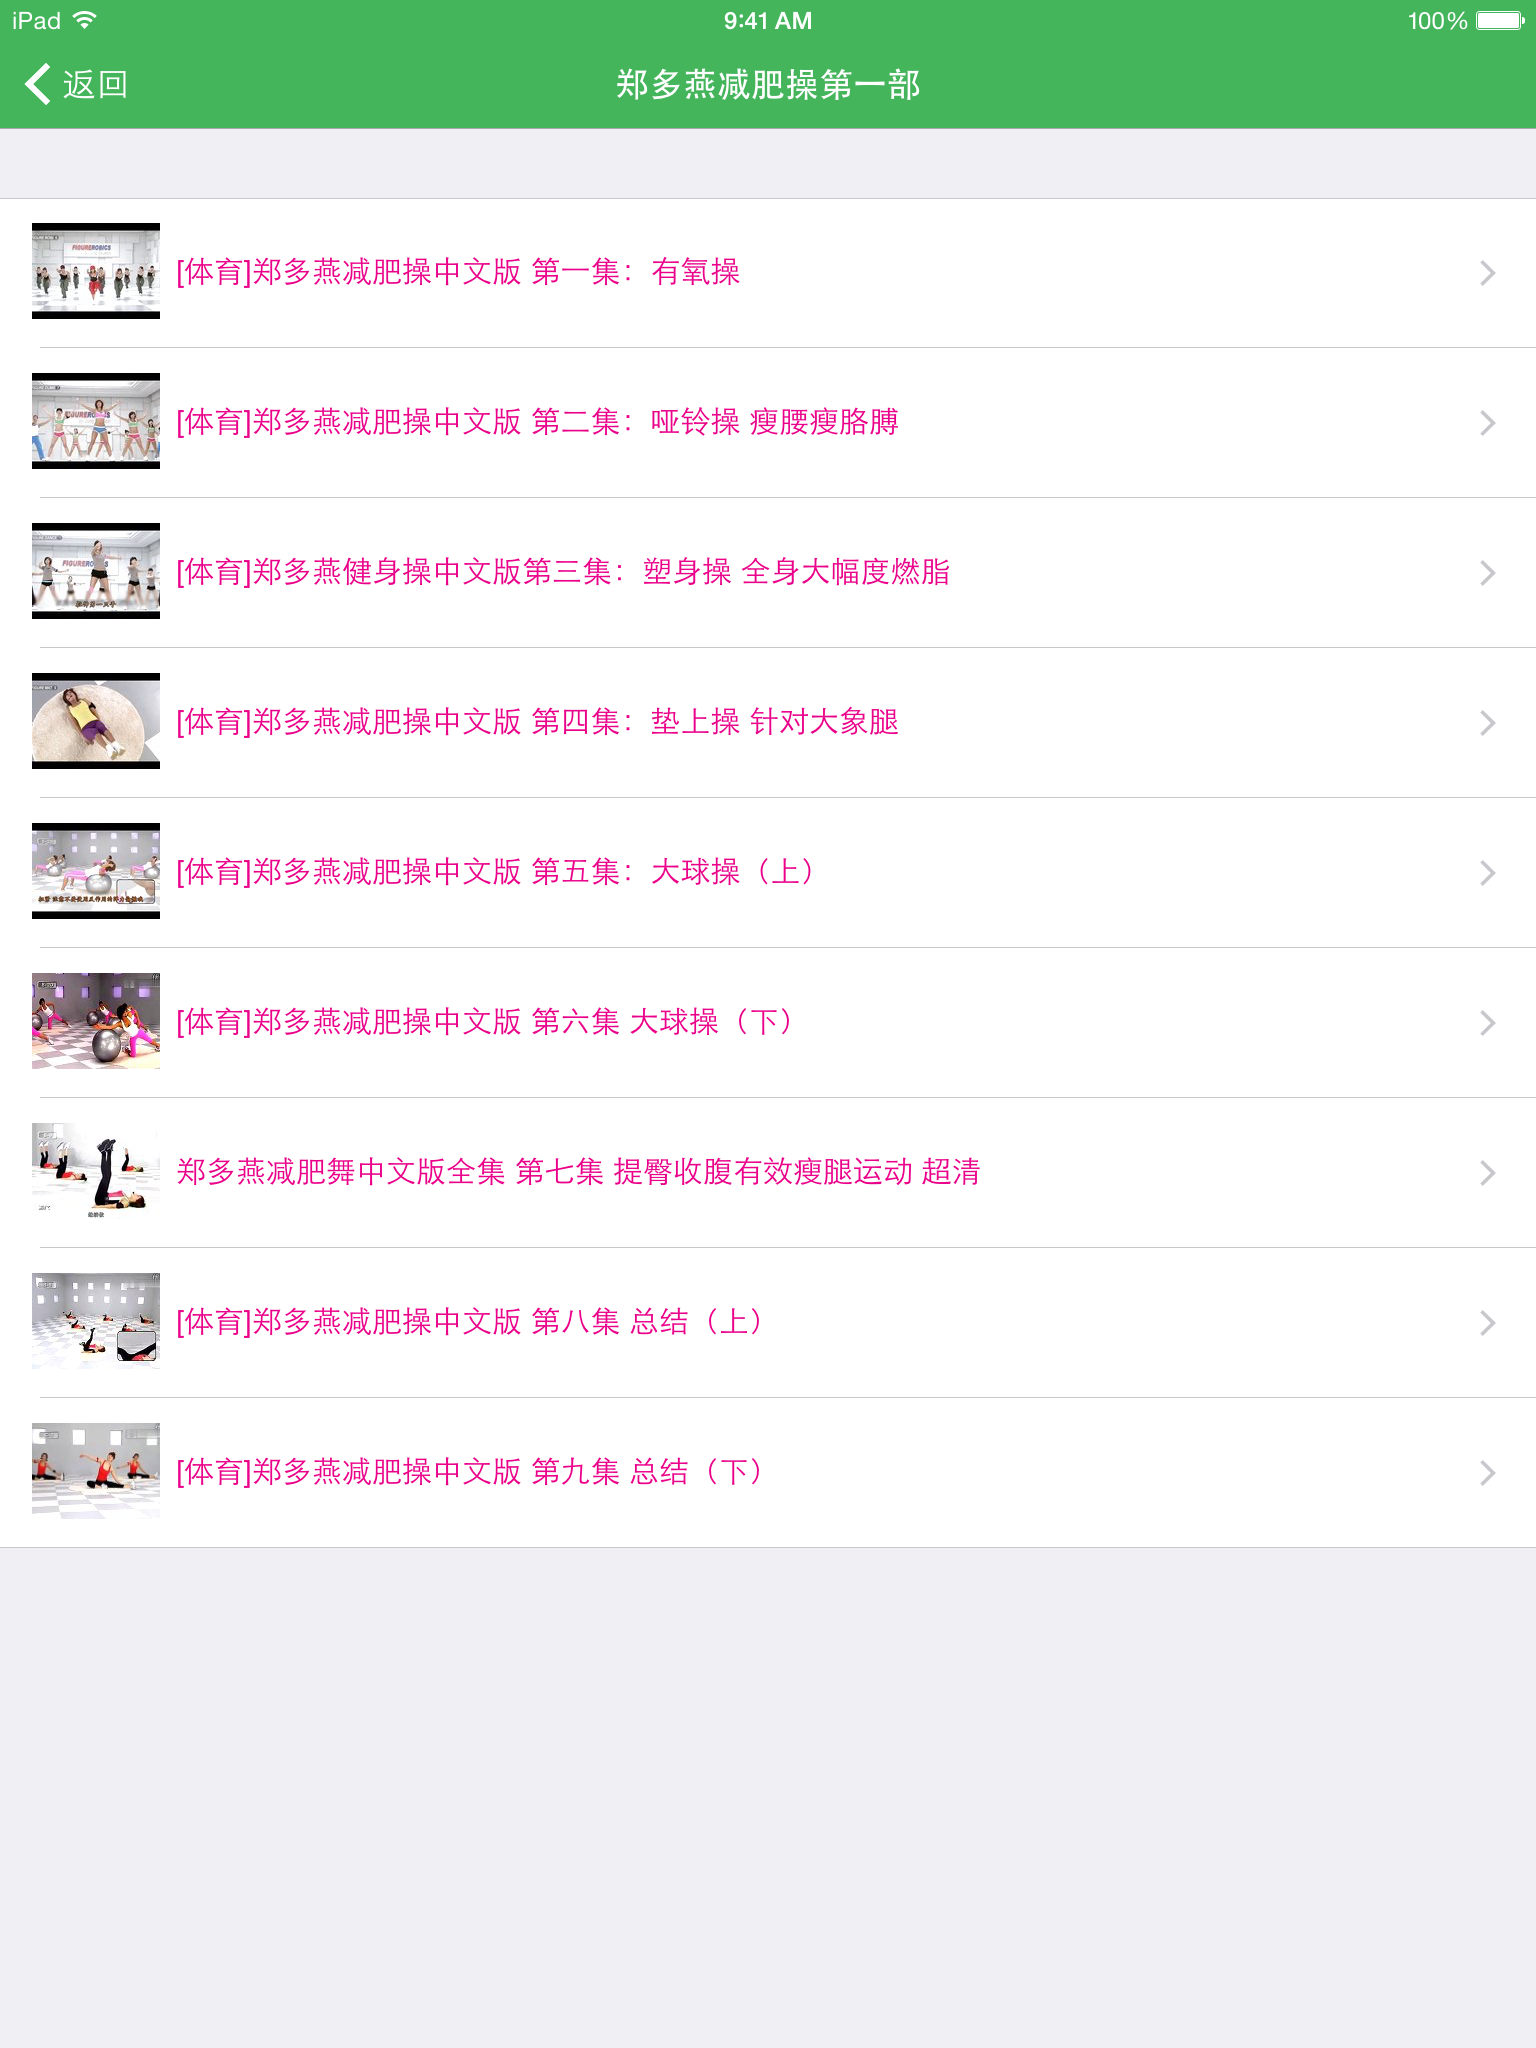 iPad 9:41 AM 100%
返回 郑多燕减肥操第一部
FIGUREROBICS
[体育]郑多燕减肥操中文版 第一集：有氧操
[体育]郑多燕减肥操中文版 第二集：哑铃操 瘦腰瘦胳膊
[体育]郑多燕健身操中文版第三集：塑身操 全身大幅度燃脂
[体育]郑多燕减肥操中文版 第四集：垫上操 针对大象腿
[体育]郑多燕减肥操中文版 第五集：大球操（上）
[体育]郑多燕减肥操中文版 第六集 大球操（下）
郑多燕减肥舞中文版全集 第七集 提臀收腹有效瘦腿运动 超清
[体育]郑多燕减肥操中文版 第八集 总结（上）
[体育]郑多燕减肥操中文版 第九集 总结（下）